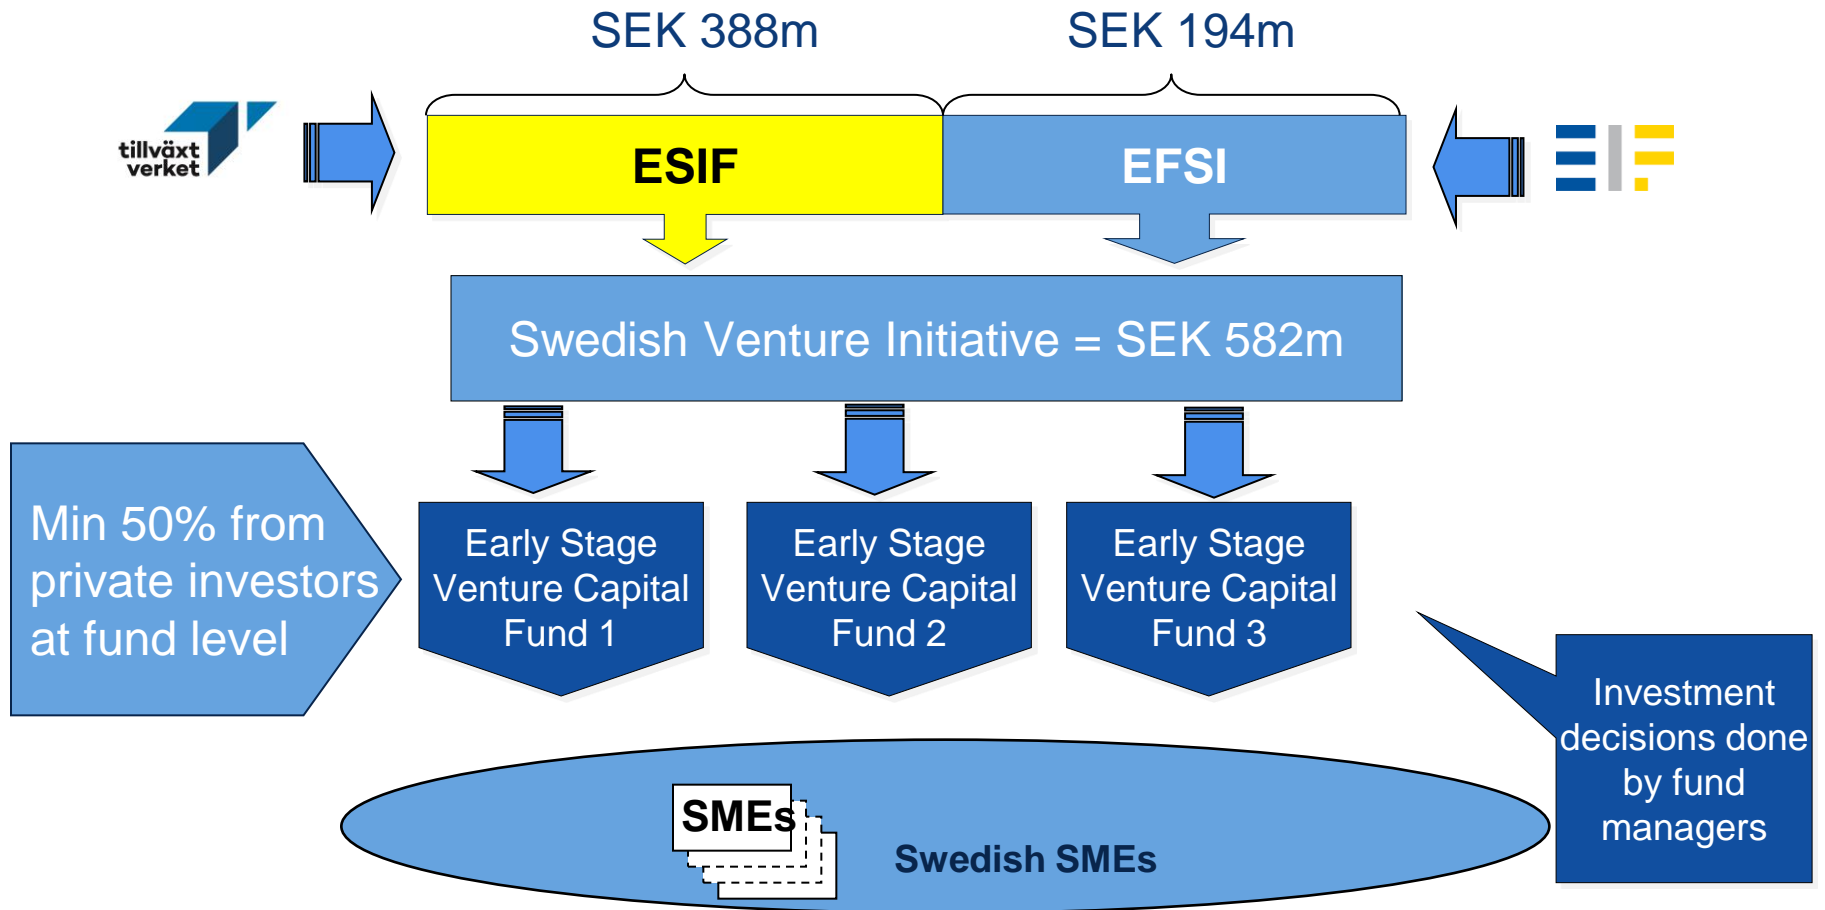 SEK 388m
SEK 194m
tillväxt
verket
ESIF
EFSI
EIF
Swedish Venture Initiative = SEK 582m
Min 50% from
private investors
at fund level
Early Stage
Venture Capital
Fund 1
Early Stage
Venture Capital
Fund 2
Early Stage
Venture Capital
Fund 3
Investment
decisions done
by fund
managers
SMEs
Swedish SMEs